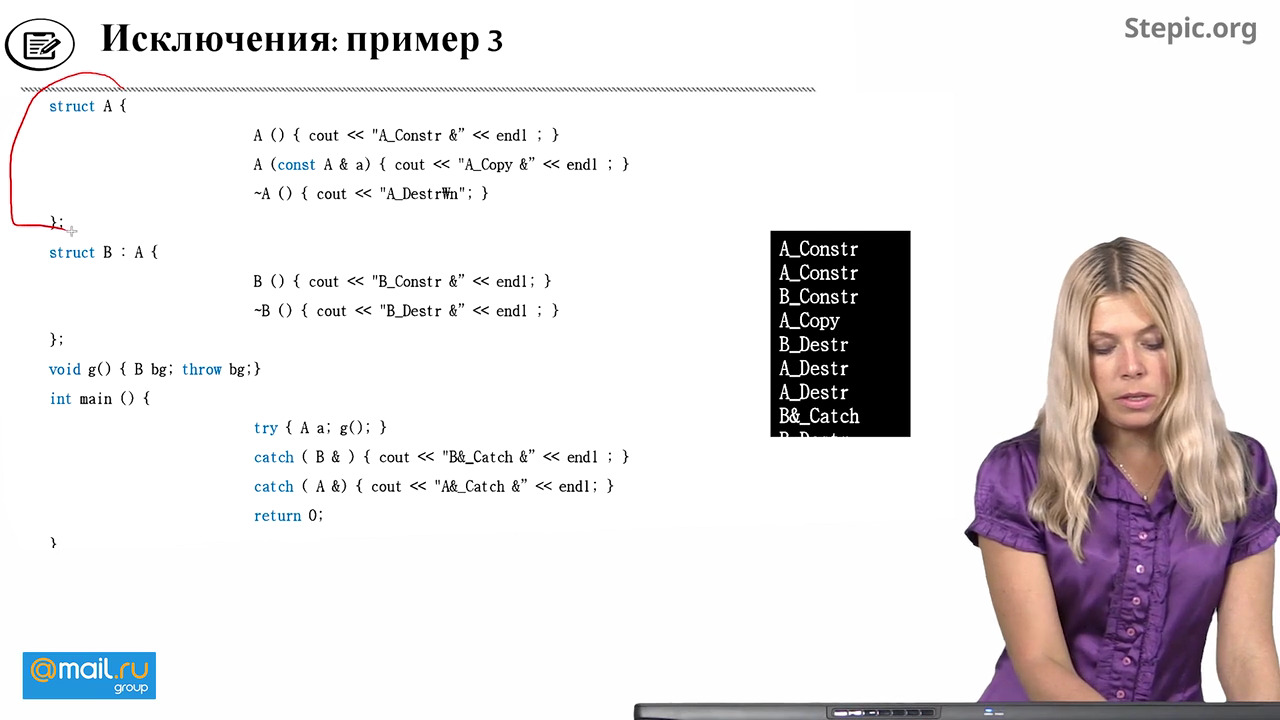 Исключения: пример 3
Stepic.org
struct A {
A () { cout << "A_Constr &” << endl ; }
A (const A & a) { cout << "A_Copy &” << endl ; }
~A () { cout << "A_Destr₩n"; }
};
struct B : A {
B () { cout << "B_Constr &” << endl; }
~B () { cout << "B_Destr &” << endl ; }
};
void g() { B bg; throw bg;}
int main () {
try { A a; g(); }
catch ( B & ) { cout << "B&_Catch &” << endl ; }
catch ( A &) { cout << "A&_Catch &” << endl; }
return 0;
}
A_Constr
A_Constr
B_Constr
A_Copy
B_Destr
A_Destr
A_Destr
B&_Catch
B_Destr
@mail.ru
group